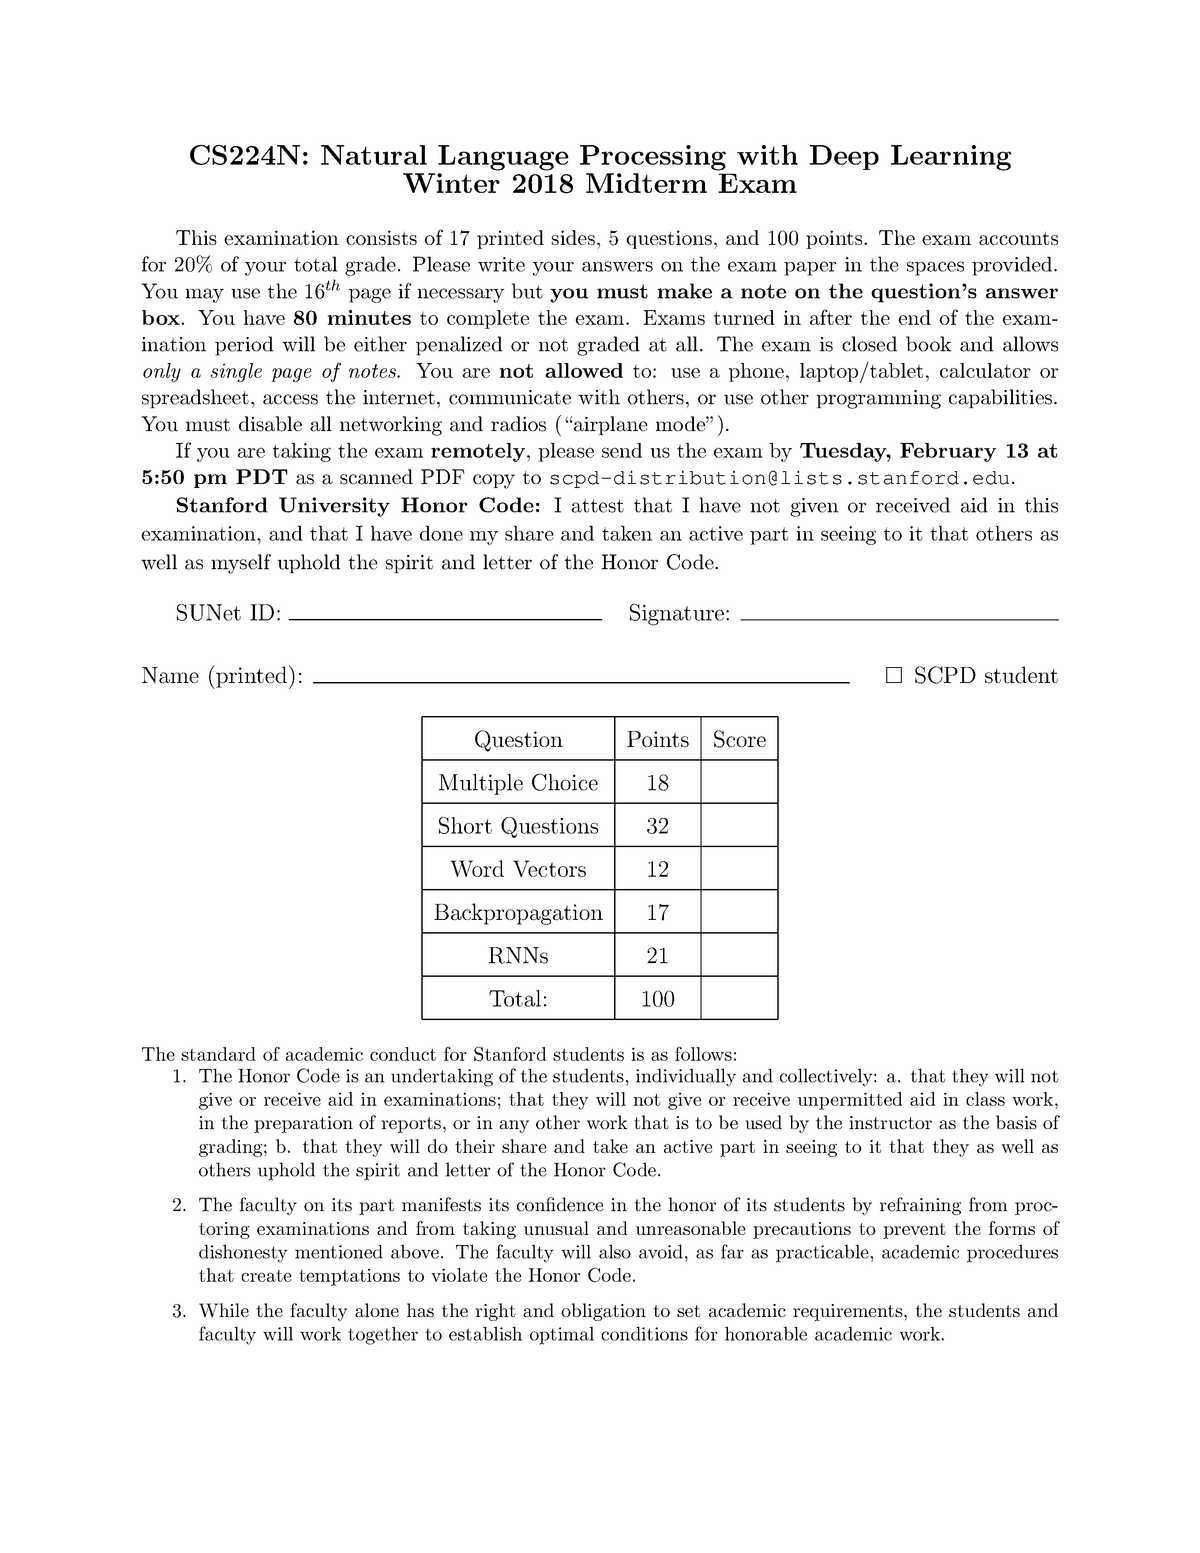 CS224N: Natural Language Processing with Deep Learning
Winter 2018 Midterm Exam
This examination consists of 17 printed sides, 5 questions, and 100 points. The exam accounts
for 20% of your total grade. Please write your answers on the exam paper in the spaces provided.
You may use the 16th page if necessary but you must make a note on the question's answer
box. You have 80 minutes to complete the exam. Exams turned in after the end of the exam-
ination period will be either penalized or not graded at all. The exam is closed book and allows
only a single page of notes. You are not allowed to: use a phone, laptop/tablet, calculator or
spreadsheet, access the internet, communicate with others, or use other programming capabilities.
You must disable all networking and radios (“airplane mode”).
If you are taking the exam remotely, please send us the exam by Tuesday, February 13 at
5:50 pm PDT as a scanned PDF copy to scpd-distribution@lists.stanford.edu.
Stanford University Honor Code: I attest that I have not given or received aid in this
examination, and that I have done my share and taken an active part in seeing to it that others as
well as myself uphold the spirit and letter of the Honor Code.
SUNet ID: Signature:
Name (printed): □ SCPD student
Question Points Score
Multiple Choice 18
Short Questions 32
Word Vectors 12
Backpropagation 17
RNNs 21
Total: 100
The standard of academic conduct for Stanford students is as follows:
1. The Honor Code is an undertaking of the students, individually and collectively: a. that they will not
give or receive aid in examinations; that they will not give or receive unpermitted aid in class work,
in the preparation of reports, or in any other work that is to be used by the instructor as the basis of
grading; b. that they will do their share and take an active part in seeing to it that they as well as
others uphold the spirit and letter of the Honor Code.
2. The faculty on its part manifests its confidence in the honor of its students by refraining from proc-
toring examinations and from taking unusual and unreasonable precautions to prevent the forms of
dishonesty mentioned above. The faculty will also avoid, as far as practicable, academic procedures
that create temptations to violate the Honor Code.
3. While the faculty alone has the right and obligation to set academic requirements, the students and
faculty will work together to establish optimal conditions for honorable academic work.